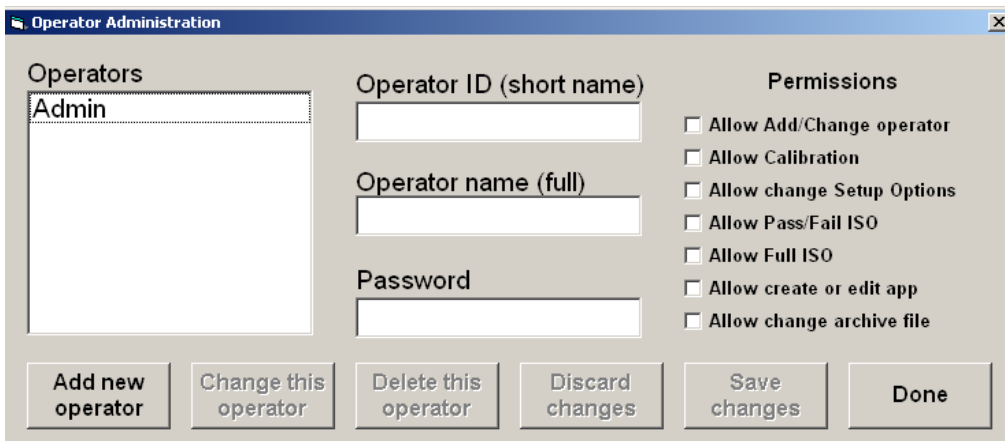 Operator Administration
Operators
Admin
Operator ID (short name)
Operator name (full)
Password
Permissions
Allow Add/Change operator
Allow Calibration
Allow change Setup Options
Allow Pass/Fail ISO
Allow Full ISO
Allow create or edit app
Allow change archive file
Add new
operator
Change this
operator
Delete this
operator
Discard
changes
Save
changes
Done